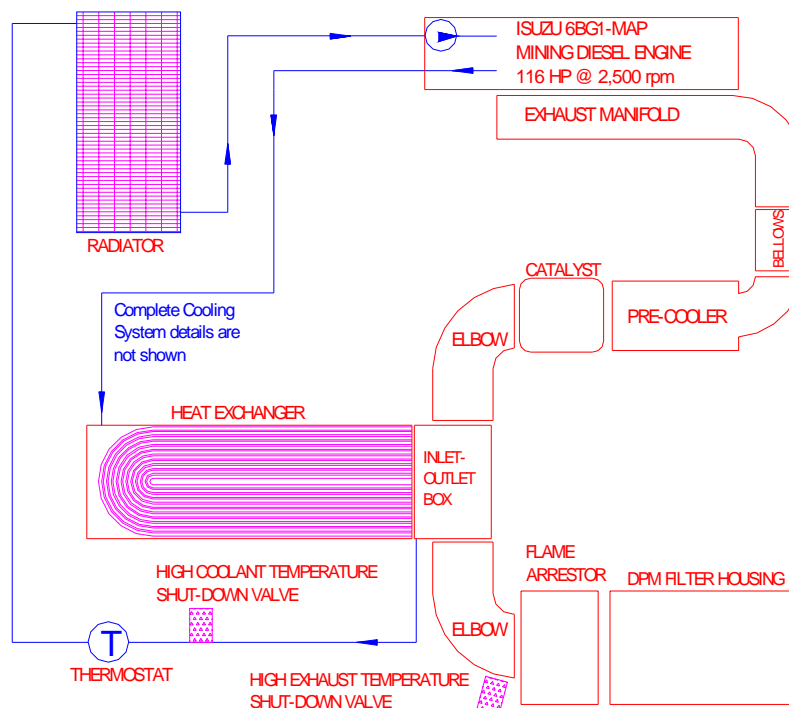 ISUZU 6BG1-MAP
MINING DIESEL ENGINE
116 HP @ 2,500 rpm
EXHAUST MANIFOLD
RADIATOR
BELLOWS
CATALYST
Complete Cooling
System details are
not shown
PRE-COOLER
ELBOW
HEAT EXCHANGER
INLET-
OUTLET
BOX
HIGH COOLANT TEMPERATURE
SHUT-DOWN VALVE
FLAME
ARRESTOR
DPM FILTER HOUSING
ELBOW
T
THERMOSTAT
HIGH EXHAUST TEMPERATURE
SHUT-DOWN VALVE